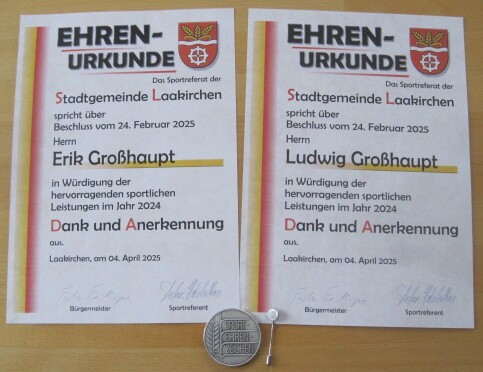 EHREN-
URKUNDE
Das Sportreferat der
Stadtgemeinde Laakirchen
spricht über
Beschluss vom 24. Februar 2025
Herrn
Erik Großhaupt
in Würdigung der
hervorragenden sportlichen
Leistungen im Jahr 2024
Dank und Anerkennung
aus.
Laakirchen, am 04. April 2025
Bürgermeister
Sportreferent
EHREN-
URKUNDE
Das Sportreferat der
Stadtgemeinde Laakirchen
spricht über
Beschluss vom 24. Februar 2025
Herrn
Ludwig Großhaupt
in Würdigung der
hervorragenden sportlichen
Leistungen im Jahr 2024
Dank und Anerkennung
aus.
Laakirchen, am 04. April 2025
Bürgermeister
Sportreferent
SPORT
EHREN
ZEICHEN